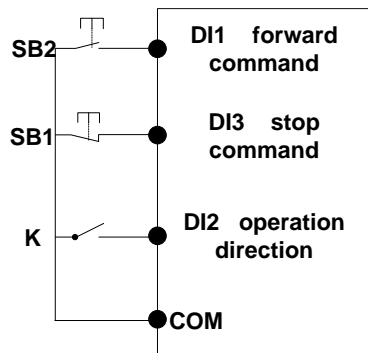 SB2
DI1 forward
command
SB1
DI3 stop
command
K
DI2 operation
direction
COM